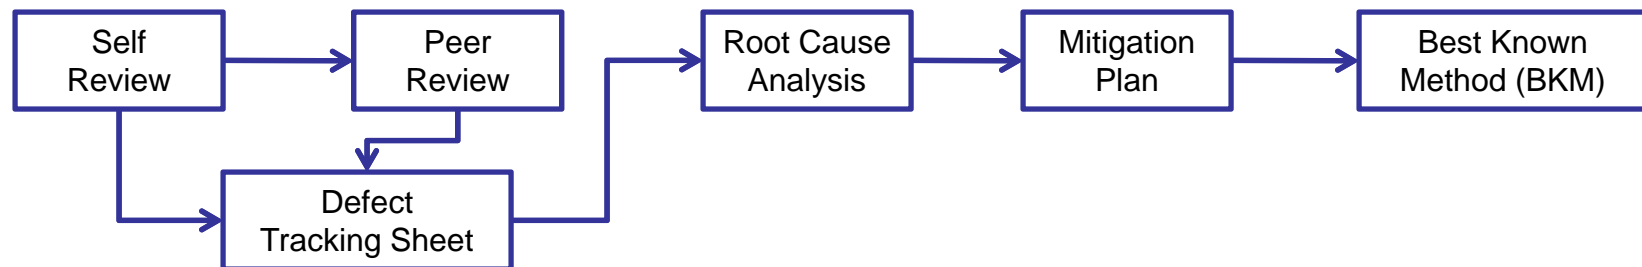 Self
Review
Peer
Review
Root Cause
Analysis
Mitigation
Plan
Best Known
Method (BKM)
Defect
Tracking Sheet